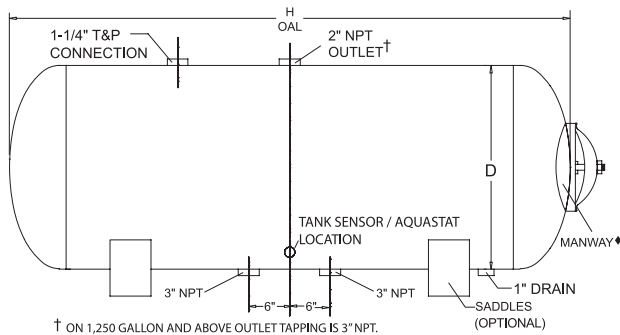 H
OAL
1-1/4" T&P
CONNECTION
2" NPT
OUTLET†
D
TANK SENSOR / AQUASTAT
LOCATION
MANWAY♦
3" NPT
6"
6"
3" NPT
1" DRAIN
SADDLES
(OPTIONAL)
† ON 1,250 GALLON AND ABOVE OUTLET TAPPING IS 3" NPT.